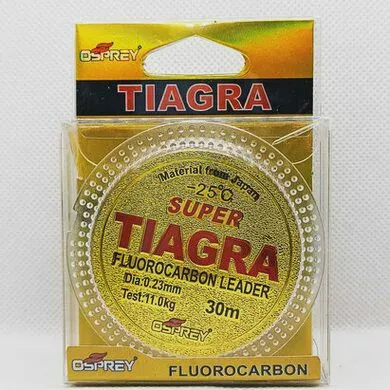 OSPREY
TIAGRA
Material from Japan
-25℃
SUPER
TIAGRA
FLUOROCARBON LEADER
Dia:0.23mm
Test:11.0kg
30m
OSPREY
OSPREY
FLUOROCARBON